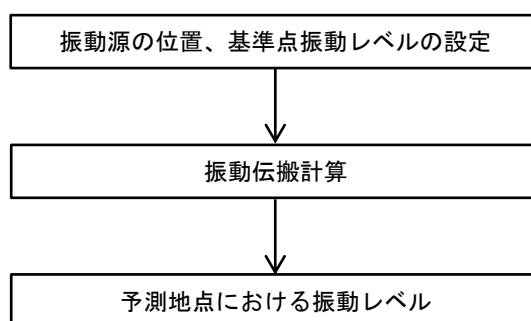 振動源の位置、基準点振動レベルの設定
振動伝搬計算
予測地点における振動レベル